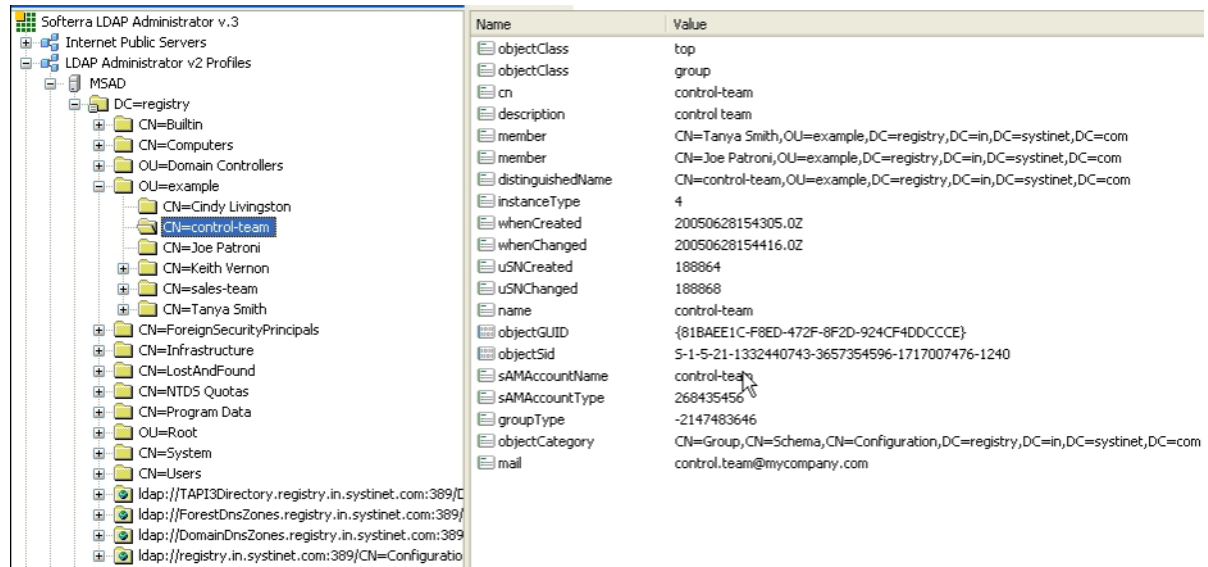 Softerra LDAP Administrator v.3
Internet Public Servers
LDAP Administrator v2 Profiles
MSAD
DC=registry
CN=Builtin
CN=Computers
OU=Domain Controllers
OU=example
CN=Cindy Livingston
CN=control-team
CN=Joe Patroni
CN=Keith Vernon
CN=sales-team
CN=Tanya Smith
CN=ForeignSecurityPrincipals
CN=Infrastructure
CN=LostAndFound
CN=NTDS Quotas
CN=Program Data
OU=Root
CN=System
CN=Users
ldap://TAPI3Directory.registry.in.systinet.com:389/D
ldap://ForestDnsZones.registry.in.systinet.com:389/
ldap://DomainDnsZones.registry.in.systinet.com:389
ldap://registry.in.systinet.com:389/CN=Configuratio
Name Value
objectClass top
objectClass group
cn control-team
description control team
member CN=Tanya Smith,OU=example,DC=registry,DC=in,DC=systinet,DC=com
member CN=Joe Patroni,OU=example,DC=registry,DC=in,DC=systinet,DC=com
distinguishedName CN=control-team,OU=example,DC=registry,DC=in,DC=systinet,DC=com
instanceType 4
whenCreated 20050628154305.0Z
whenChanged 20050628154416.0Z
uSNCreated 188864
uSNChanged 188868
name control-team
objectGUID {81BAEE1C-F8ED-472F-8F2D-924CF4DDCCCE}
objectSid S-1-5-21-1332440743-3657354596-1717007476-1240
sAMAccountName control-team
sAMAccountType 268435456
groupType -2147483646
objectCategory CN=Group,CN=Schema,CN=Configuration,DC=registry,DC=in,DC=systinet,DC=com
mail control.team@mycompany.com